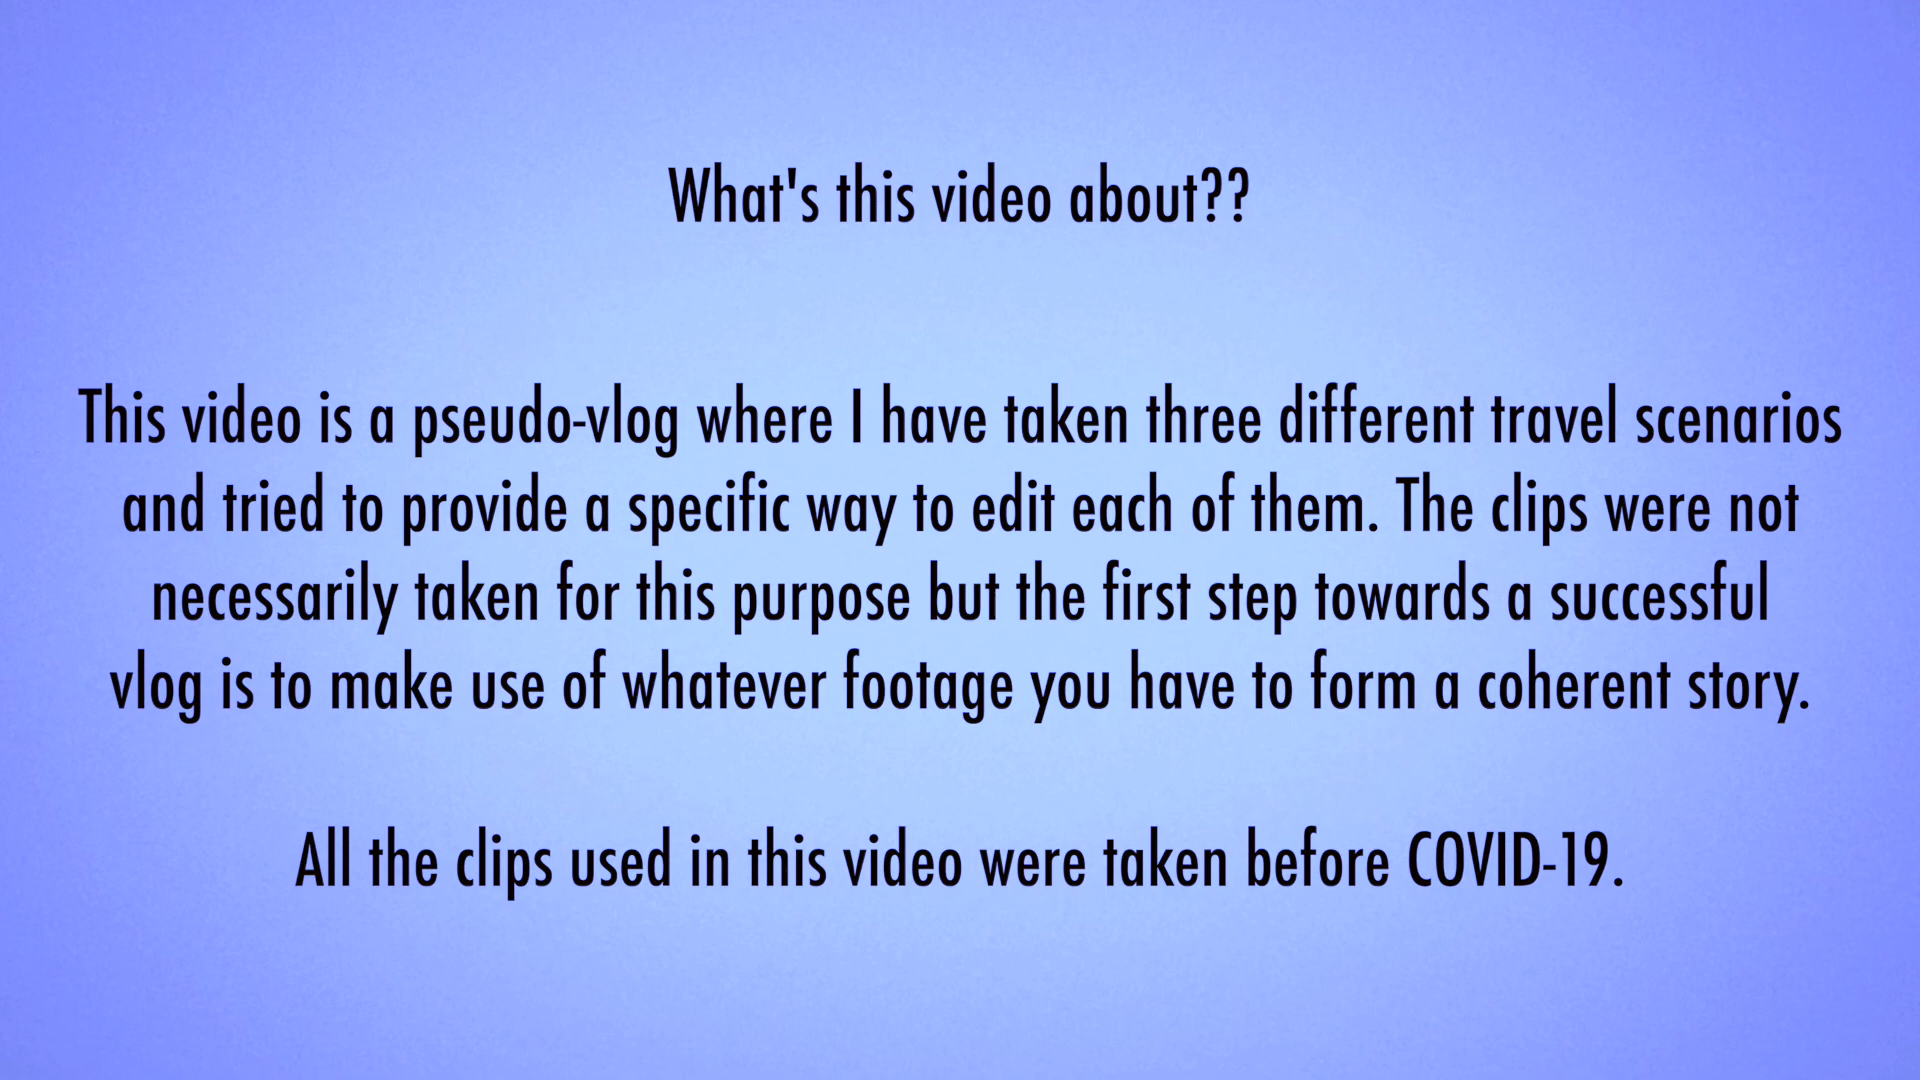 What's this video about??
This video is a pseudo-vlog where I have taken three different travel scenarios
and tried to provide a specific way to edit each of them. The clips were not
necessarily taken for this purpose but the first step towards a successful
vlog is to make use of whatever footage you have to form a coherent story.
All the clips used in this video were taken before COVID-19.